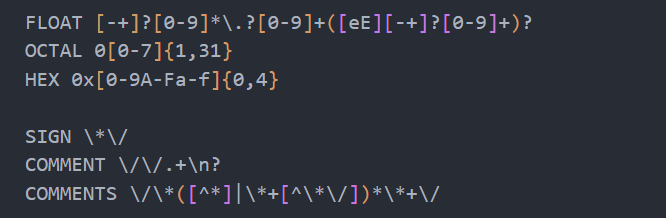 FLOAT [-+]?[0-9]*\.?[0-9]+([eE][-+]?[0-9]+)?
OCTAL 0[0-7]{1,31}
HEX 0x[0-9A-Fa-f]{0,4}
SIGN \*\/
COMMENT \/\/.+\n?
COMMENTS \/\*([^*]|\*+[^\*\/])*\*+\/